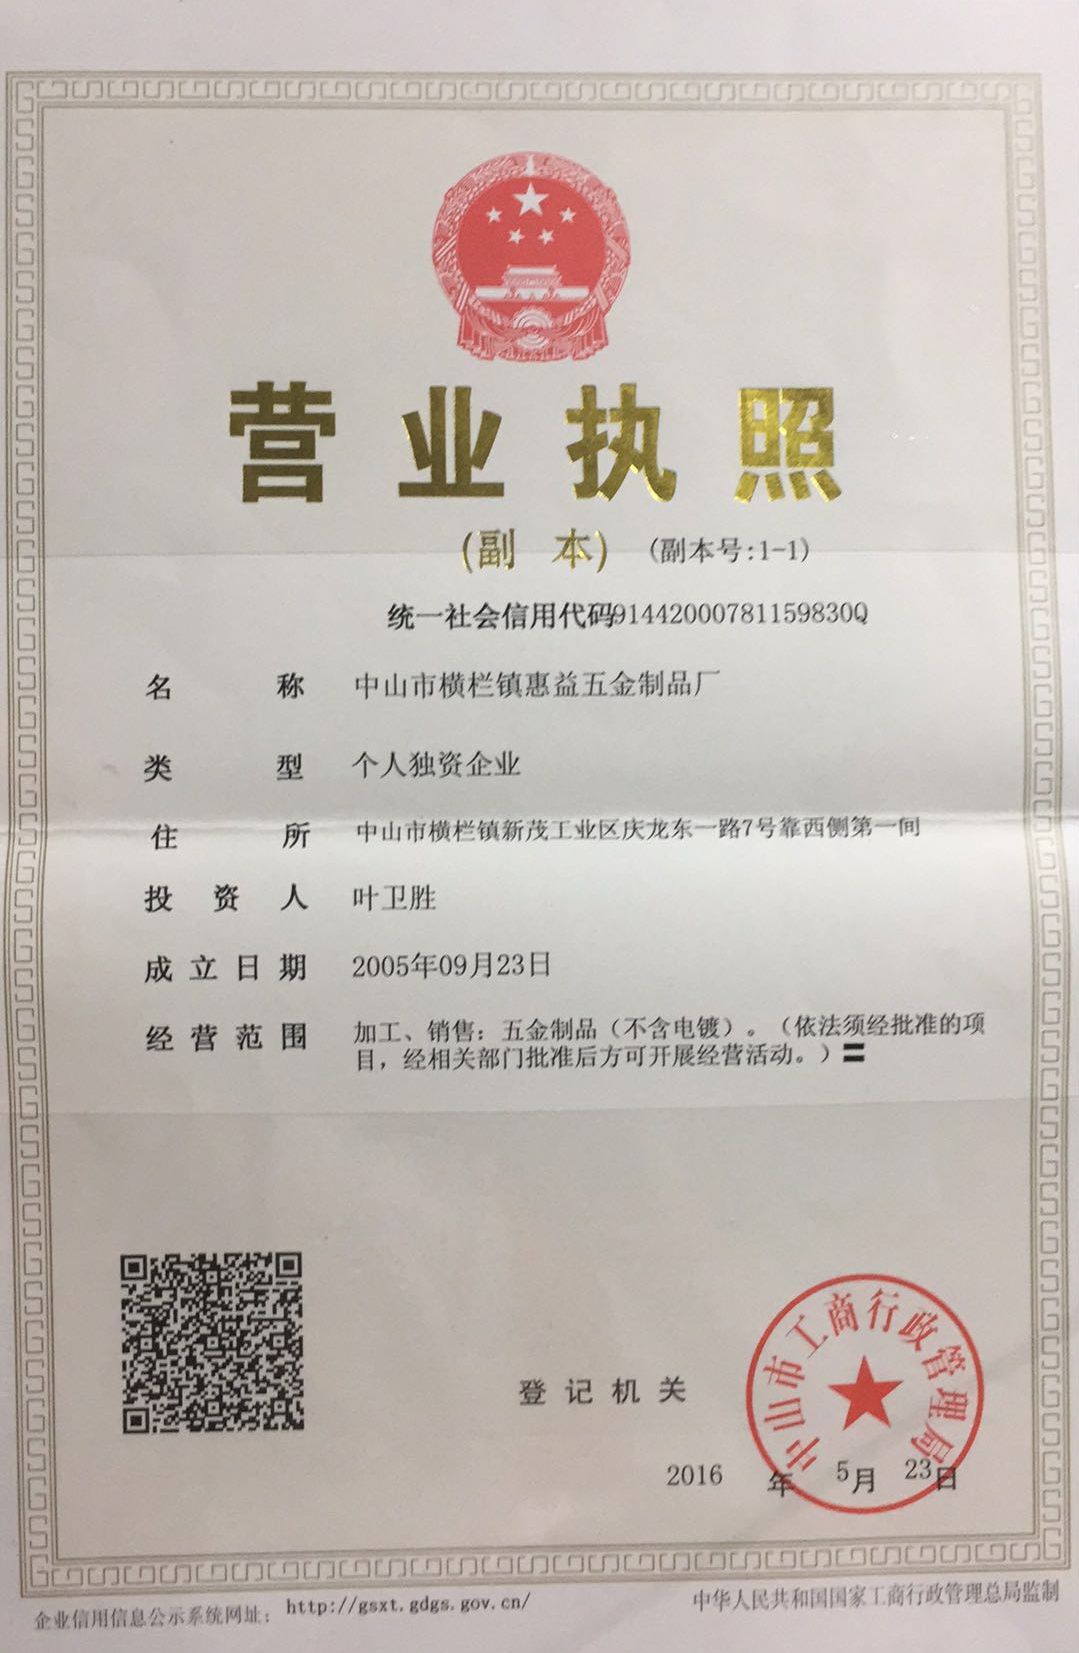 营业执照
(副 本) (副本号:1-1)
统一社会信用代码91442000781159830Q
名 称 中山市横栏镇惠益五金制品厂
类 型 个人独资企业
住 所 中山市横栏镇新茂工业区庆龙东一路7号靠西侧第一间
投 资 人 叶卫胜
成 立 日 期 2005年09月23日
经 营 范 围 加工、销售：五金制品（不含电镀）。（依法须经批准的项
目，经相关部门批准后方可开展经营活动。）〓
中山市工商行政管理局
登 记 机 关
2016 年 5月 23日
企业信用信息公示系统网址： http://gsxt.gdgs.gov.cn/
中华人民共和国国家工商行政管理总局监制